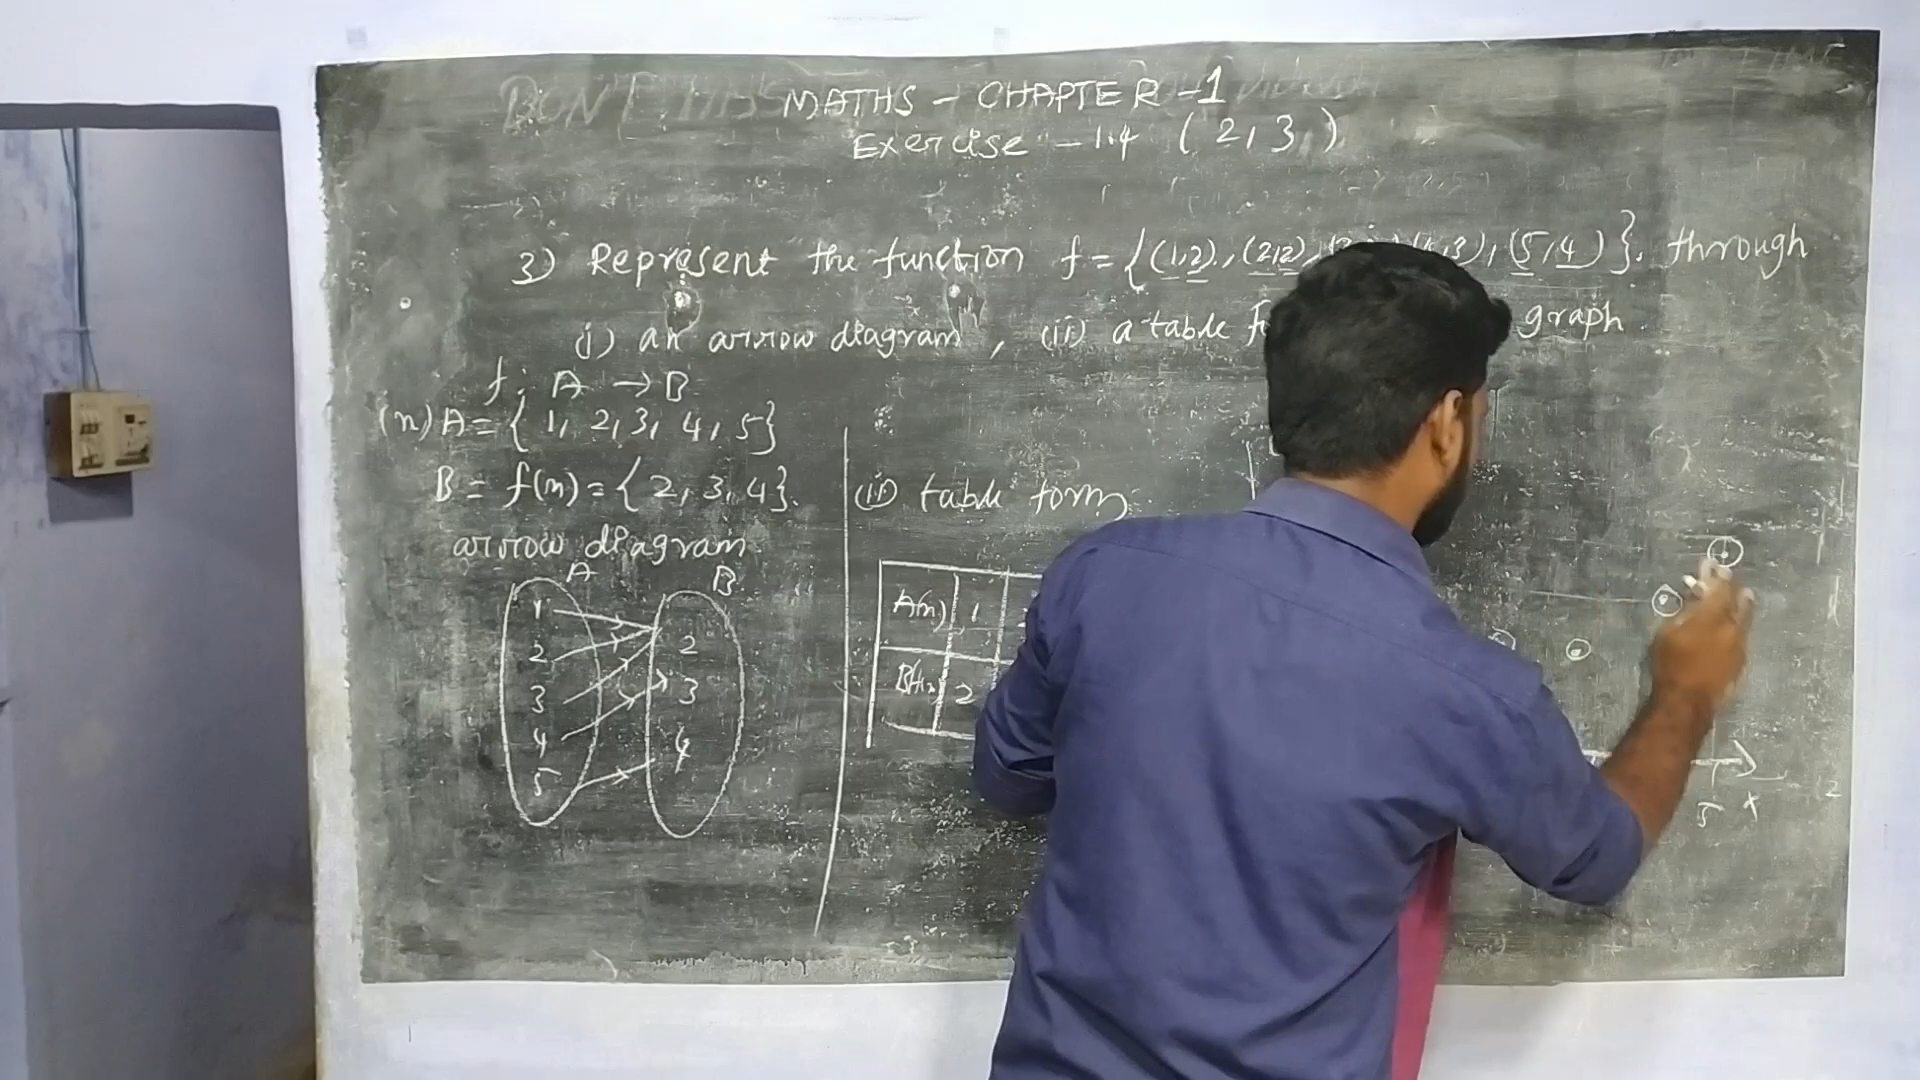 MATHS - CHAPTER - 1
Exercise - 1.4 (2,3,)
3) Represent the function f = {(1,2), (2,2), ,3), (5,4)}. through
(i) an arrow diagram, (ii) a table graph
f: A → B
(n) A = {1, 2, 3, 4, 5}
B = f(n) = {2, 3, 4}.
arrow diagram
A B
1
2 2
3 3
4 4
5
(ii) table form
A(n) 1
2
5 x